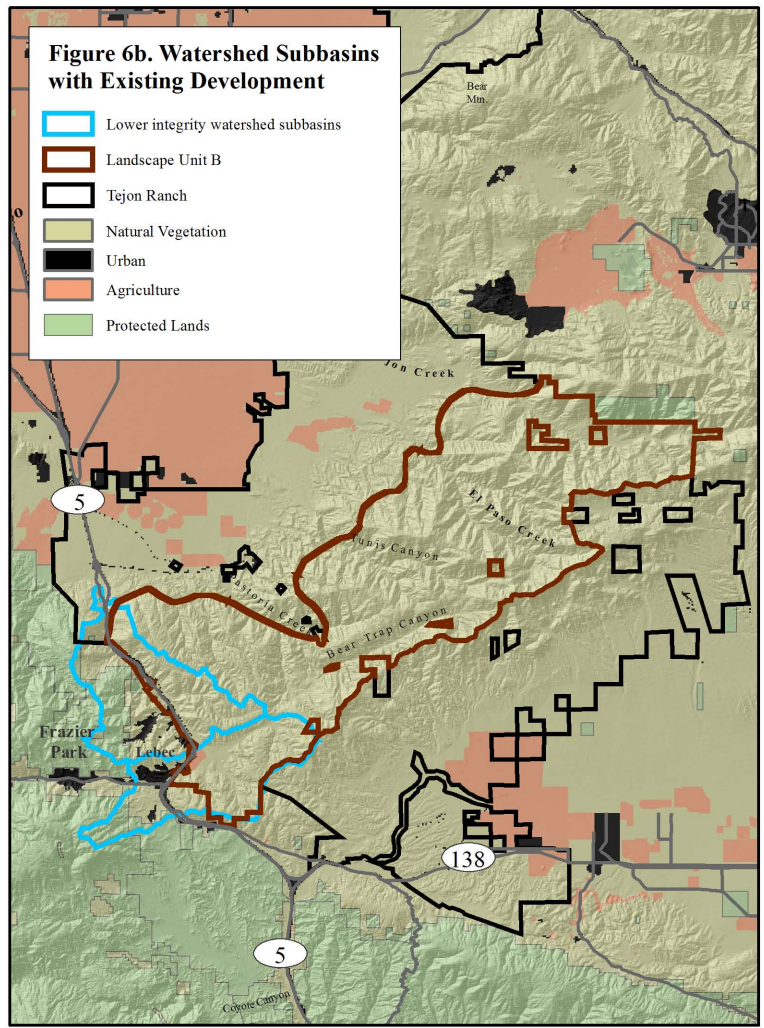 Figure 6b. Watershed Subbasins
with Existing Development
Lower integrity watershed subbasins
Landscape Unit B
Tejon Ranch
Natural Vegetation
Urban
Agriculture
Protected Lands
Bear
Mtn.
jon Creek
5
El Paso Creek
Tunis Canyon
astoria Creek
Bear Trap Canyon
Frazier
Park
Lebec
138
5
Coyote Canyon